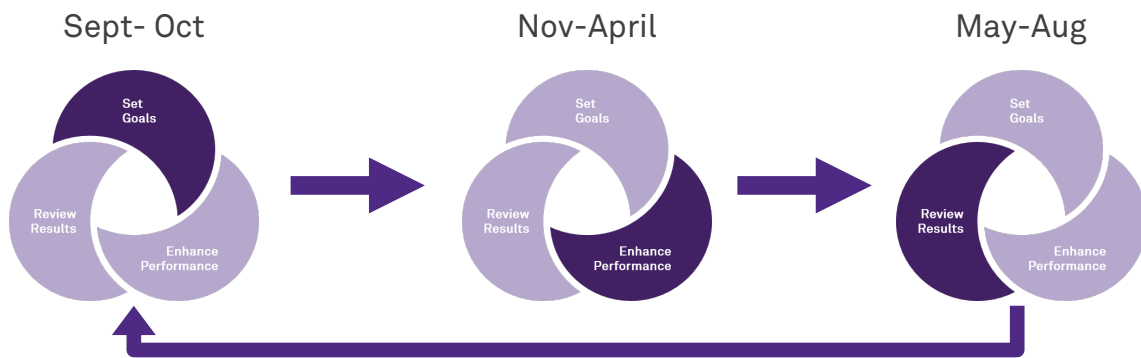 Sept- Oct
Set
Goals
Review
Results
Enhance
Performance
Nov-April
Set
Goals
Review
Results
Enhance
Performance
May-Aug
Set
Goals
Review
Results
Enhance
Performance